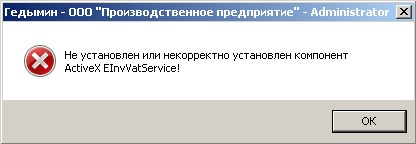 Гедымин - ООО "Производственное предприятие" - Administrator
Не установлен или некорректно установлен компонент
ActiveX EInvVatService!
OK